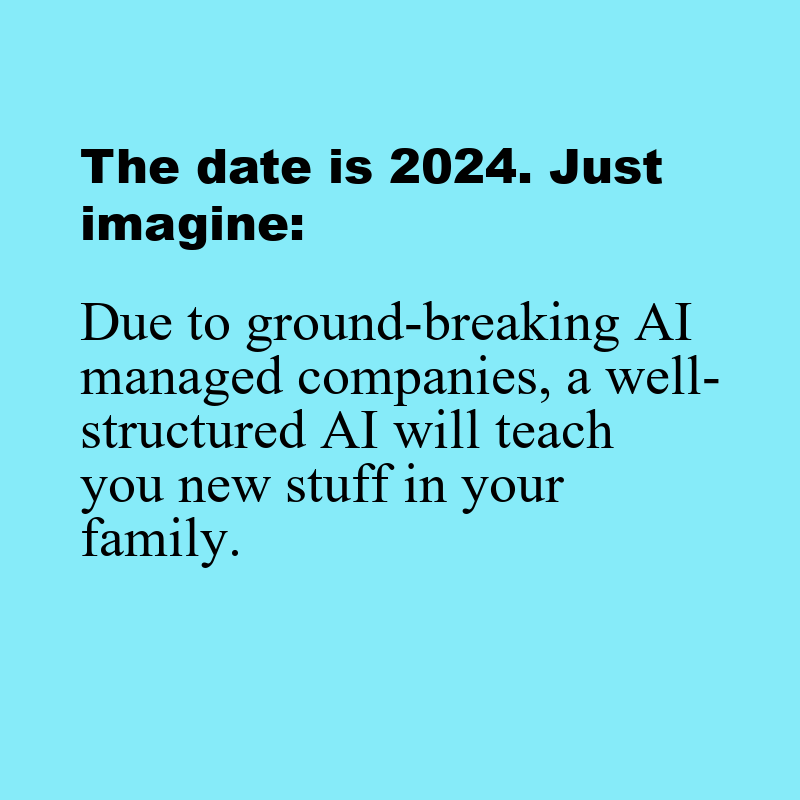 The date is 2024. Just
imagine:
Due to ground-breaking AI
managed companies, a well-
structured AI will teach
you new stuff in your
family.